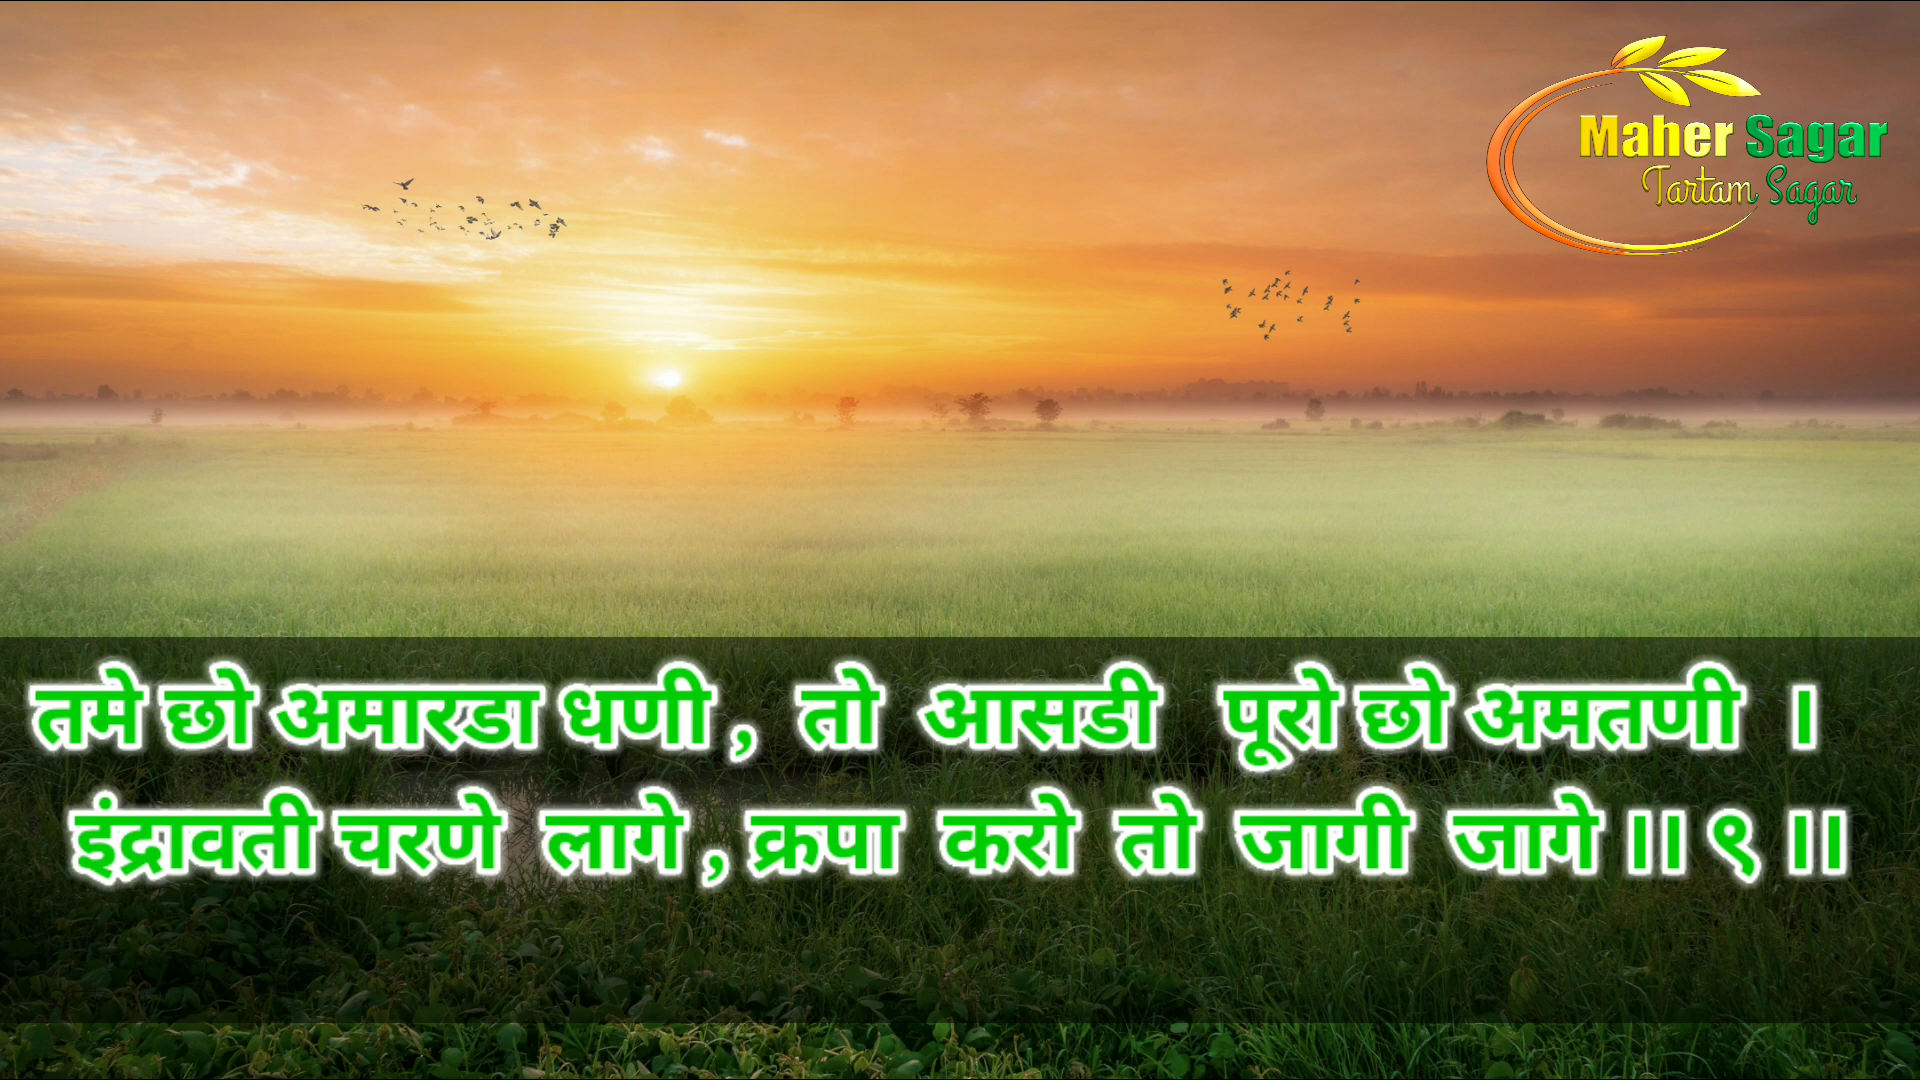 Maher Sagar
Tartam Sagar
तमे छो अमारडा धणी , तो आसडी पूरो छो अमतणी ।
इंद्रावती चरणे लागे , क्रपा करो तो जागी जागे ।। ९ ।।